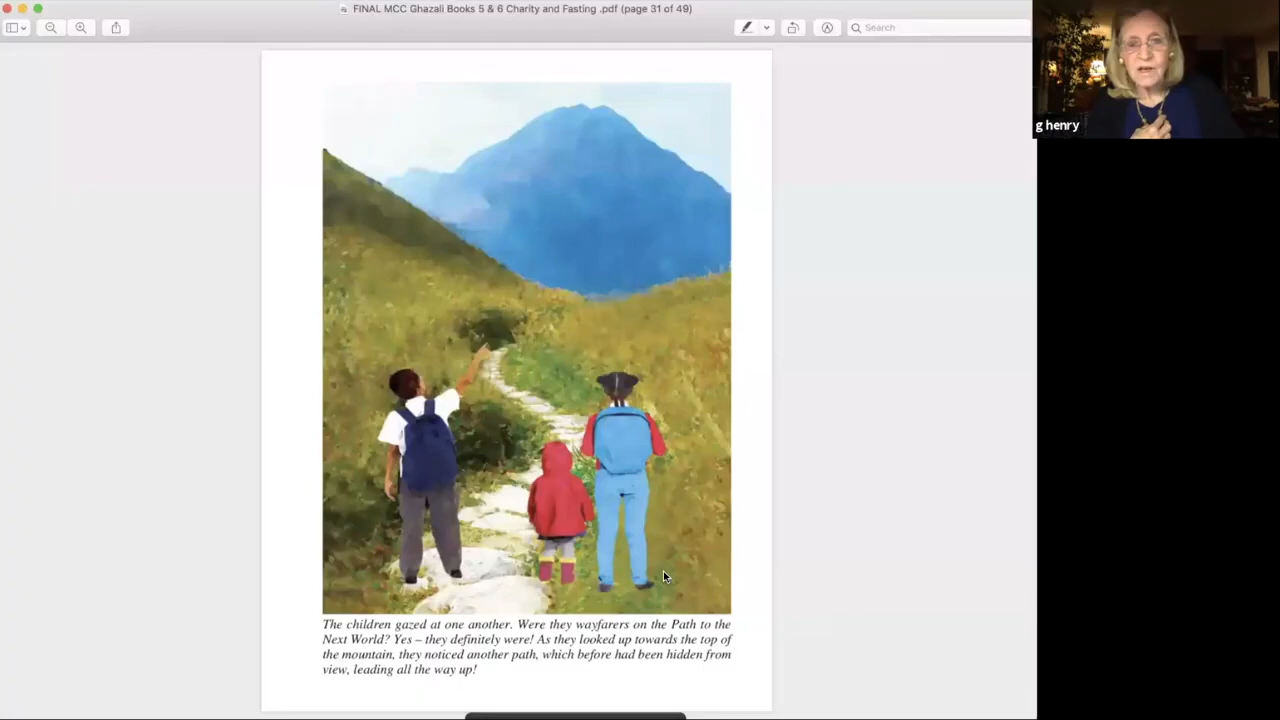 FINAL MCC Ghazali Books 5 & 6 Charity and Fasting .pdf (page 31 of 49)
Search
g henry
The children gazed at one another. Were they wayfarers on the Path to the
Next World? Yes – they definitely were! As they looked up towards the top of
the mountain, they noticed another path, which before had been hidden from
view, leading all the way up!